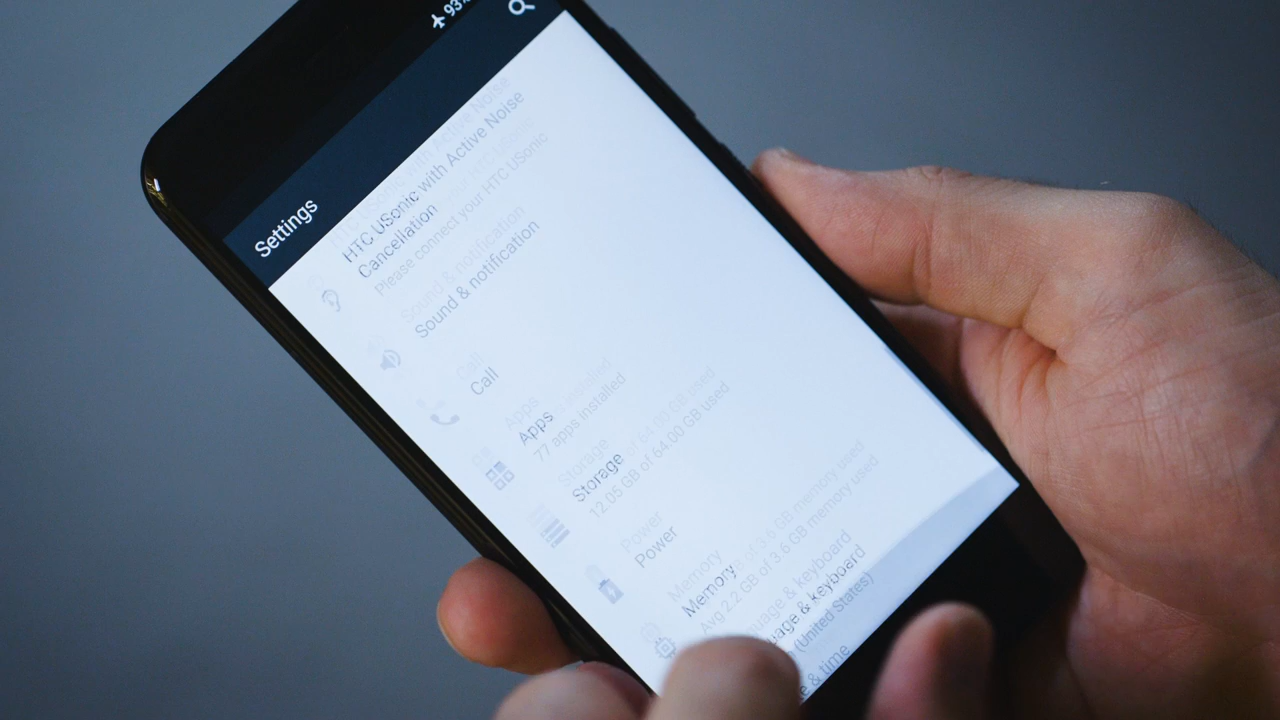 93%
Settings
HTC USonic with Active Noise
Cancellation
Please connect your HTC USonic
Sound & notification
Call
Apps
77 apps installed
Storage
12.05 GB of 64.00 GB used
Power
Memory
Avg 2.2 GB of 3.6 GB memory used
& keyboard
(United States)
& time